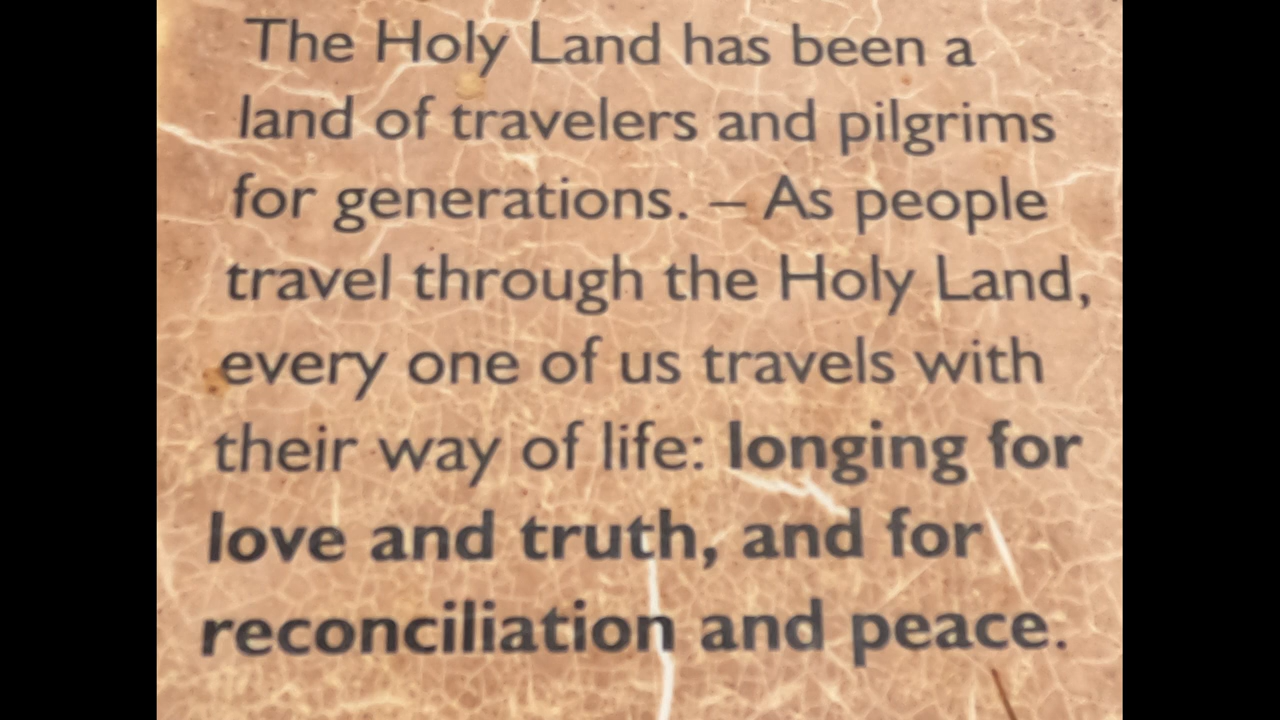 The Holy Land has been a
land of travelers and pilgrims
for generations. – As people
travel through the Holy Land,
every one of us travels with
their way of life: longing for
love and truth, and for
reconciliation and peace.